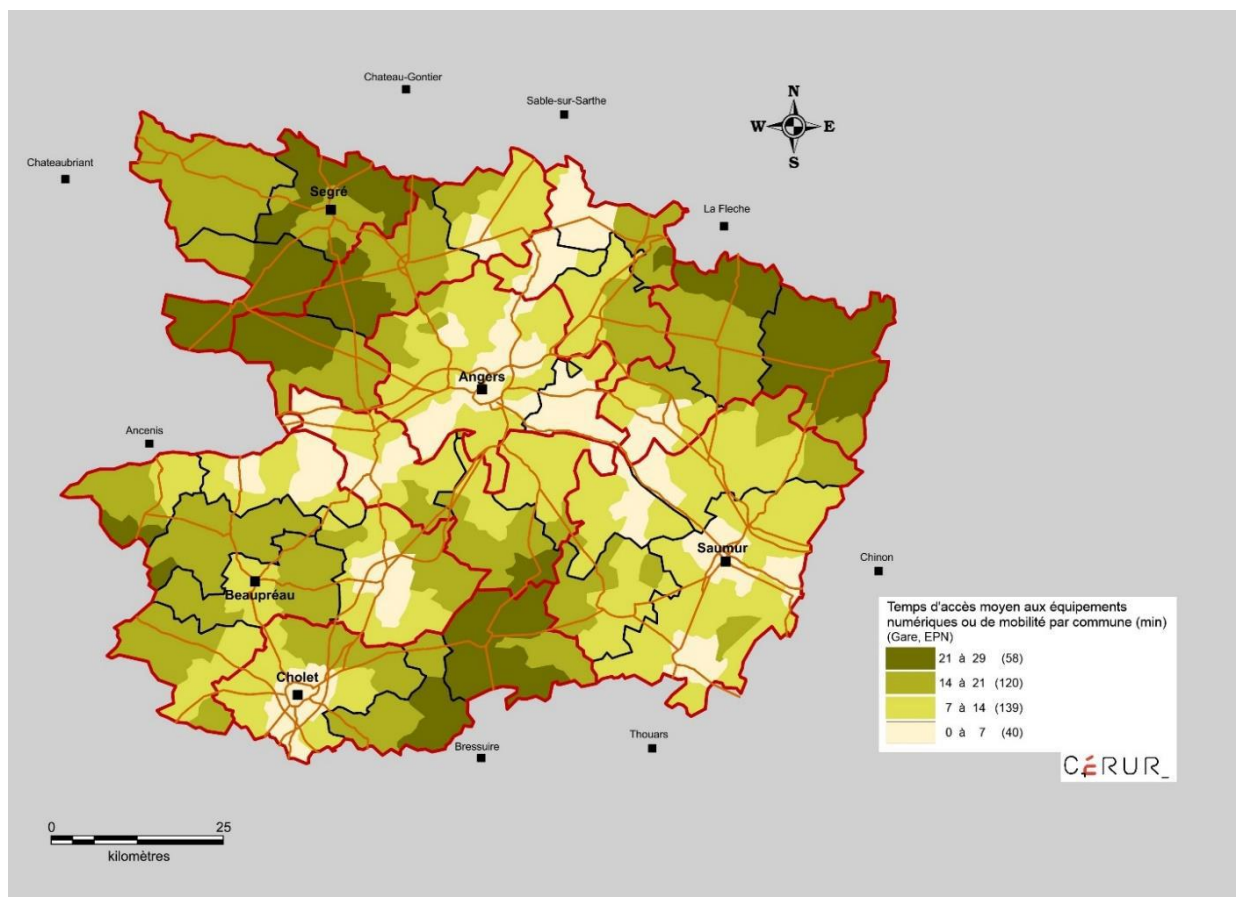 Chateau-Gontier
Sable-sur-Sarthe
N
W E
S
Chateaubriant
Segré
La Fleche
Angers
Ancenis
Saumur
Chinon
Beaupréau
Temps d'accès moyen aux équipements
numériques ou de mobilité par commune (min)
(Gare, EPN)
21 à 29 (58)
14 à 21 (120)
7 à 14 (139)
0 à 7 (40)
Cholet
Bressuire
Thouars
CÉRUR_
0 25
kilomètres